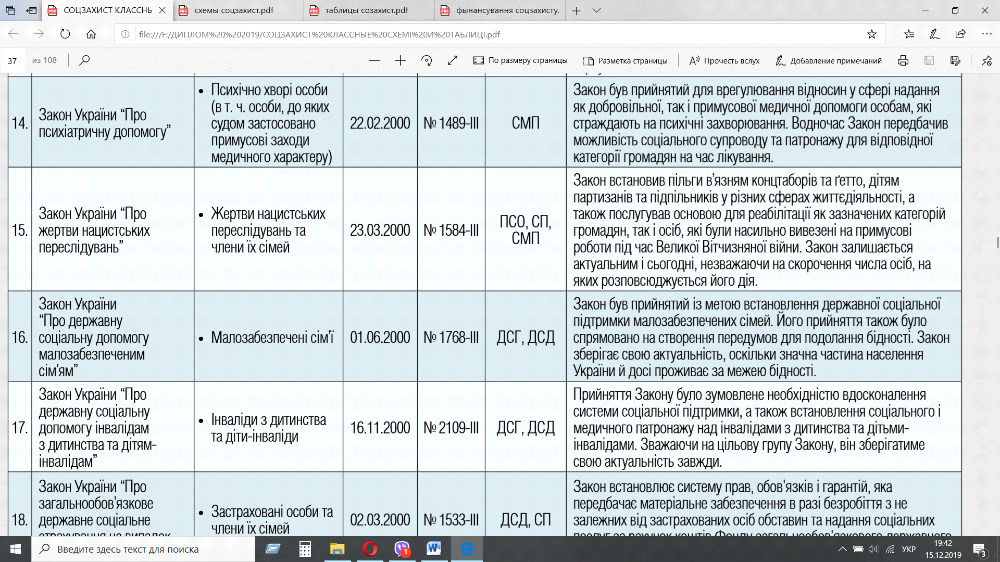 СОЦЗАХИСТ КЛАССНЬ
схемы соцзахист.pdf
таблицы созахист.pdf
фынансування соцзахисту.
file:///F:/ДИПЛОМ%20%202019/СОЦЗАХИСТ%20КЛАССНЫЕ%20СХЕМІ%20И%20ТАБЛИЦІ.pdf
37 из 108
По размеру страницы
Разметка страницы
Прочесть вслух
Добавление примечаний
14.
Закон України “Про
психіатричну допомогу”
• Психічно хворі особи
(в т. ч. особи, до яких
судом застосовано
примусові заходи
медичного характеру)
22.02.2000
№ 1489-III
СМП
Закон був прийнятий для врегулювання відносин у сфері надання
як добровільної, так і примусової медичної допомоги особам, які
страждають на психічні захворювання. Водночас Закон передбачив
можливість соціального супроводу та патронажу для відповідної
категорії громадян на час лікування.
15.
Закон України “Про
жертви нацистських
переслідувань”
• Жертви нацистських
переслідувань та
члени їх сімей
23.03.2000
№ 1584-III
ПСО, СП,
СМП
Закон встановив пільги в’язням концтаборів та ґетто, дітям
партизанів та підпільників у різних сферах життєдіяльності, а
також послугував основою для реабілітації як зазначених категорій
громадян, так і осіб, які були насильно вивезені на примусові
роботи під час Великої Вітчизняної війни. Закон залишається
актуальним і сьогодні, незважаючи на скорочення числа осіб, на
яких розповсюджується його дія.
16.
Закон України
“Про державну
соціальну допомогу
малозабезпеченим
сім’ям”
• Малозабезпечені сім’ї
01.06.2000
№ 1768-III
ДСГ, ДСД
Закон був прийнятий із метою встановлення державної соціальної
підтримки малозабезпечених сімей. Його прийняття також було
спрямовано на створення передумов для подолання бідності. Закон
зберігає свою актуальність, оскільки значна частина населення
України й досі проживає за межею бідності.
17.
Закон України “Про
державну соціальну
допомогу інвалідам
з дитинства та дітям-
інвалідам”
• Інваліди з дитинства
та діти-інваліди
16.11.2000
№ 2109-III
ДСГ, ДСД
Прийняття Закону було зумовлене необхідністю вдосконалення
системи соціальної підтримки, а також встановлення соціального і
медичного патронажу над інвалідами з дитинства та дітьми-
інвалідами. Зважаючи на цільову групу Закону, він зберігатиме
свою актуальність завжди.
18.
Закон України “Про
загальнообов’язкове
державне соціальне
страхування на випадок
• Застраховані особи та
члени їх сімей
02.03.2000
№ 1533-III
ДСД, СП
Закон встановлює систему прав, обов'язків і гарантій, яка
передбачає матеріальне забезпечення в разі безробіття з не
залежних від застрахованих осіб обставин та надання соціальних
послуг за рахунок коштів Фонду загальнообов'язкового державного
Введите здесь текст для поиска
1
УКР
19:42
15.12.2019
3